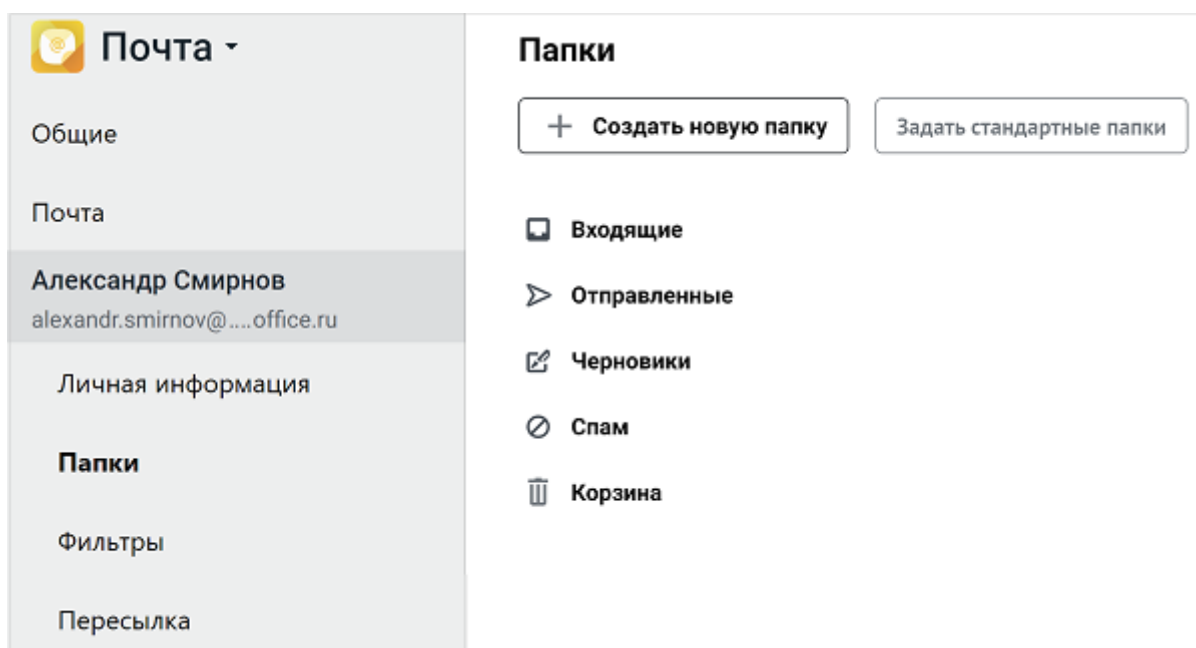 Почта
Общие
Почта
Александр Смирнов
alexandr.smirnov@....office.ru
Личная информация
Папки
Фильтры
Пересылка
Папки
Создать новую папку
Задать стандартные папки
Входящие
Отправленные
Черновики
Спам
Корзина